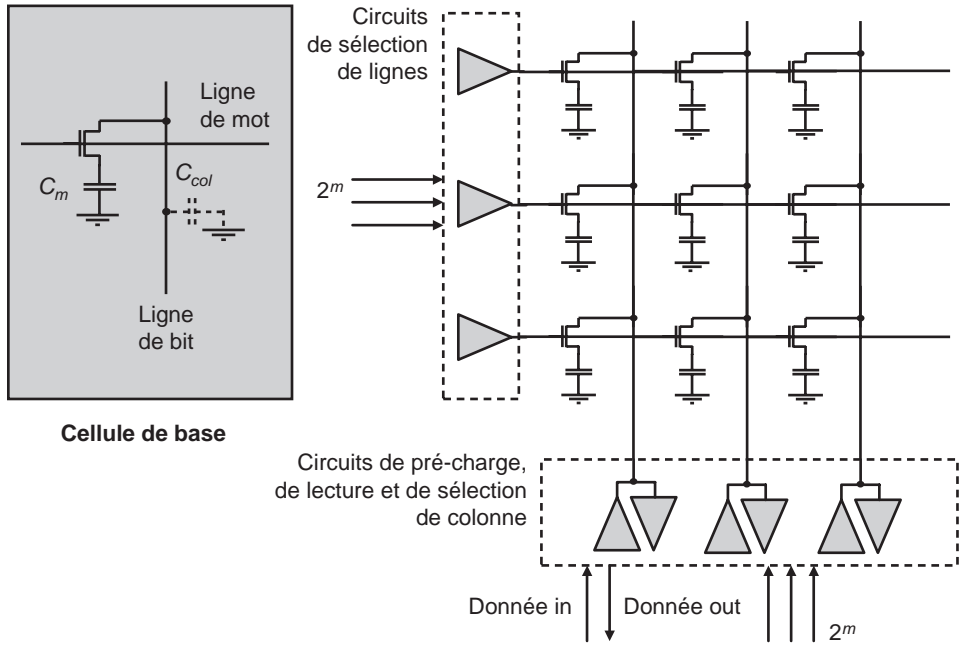 Ligne
de mot
C_m
C_col
Ligne
de bit
Cellule de base
Circuits
de sélection
de lignes
2^m
Circuits de pré-charge,
de lecture et de sélection
de colonne
Donnée in
Donnée out
2^m